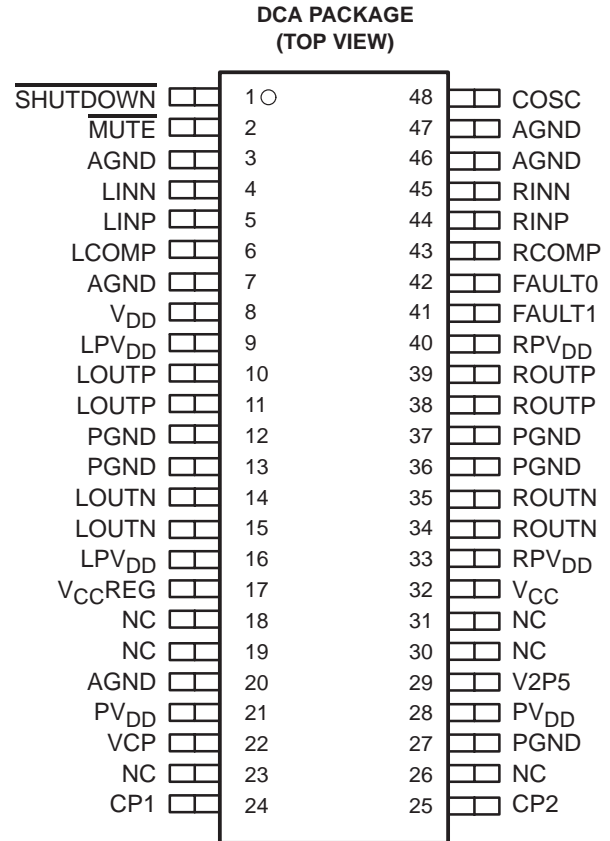 DCA PACKAGE
(TOP VIEW)
SHUTDOWN 1 48 COSC
MUTE 2 47 AGND
AGND 3 46 AGND
LINN 4 45 RINN
LINP 5 44 RINP
LCOMP 6 43 RCOMP
AGND 7 42 FAULT0
VDD 8 41 FAULT1
LPVDD 9 40 RPVDD
LOUTP 10 39 ROUTP
LOUTP 11 38 ROUTP
PGND 12 37 PGND
PGND 13 36 PGND
LOUTN 14 35 ROUTN
LOUTN 15 34 ROUTN
LPVDD 16 33 RPVDD
VCCREG 17 32 VCC
NC 18 31 NC
NC 19 30 NC
AGND 20 29 V2P5
PVDD 21 28 PVDD
VCP 22 27 PGND
NC 23 26 NC
CP1 24 25 CP2